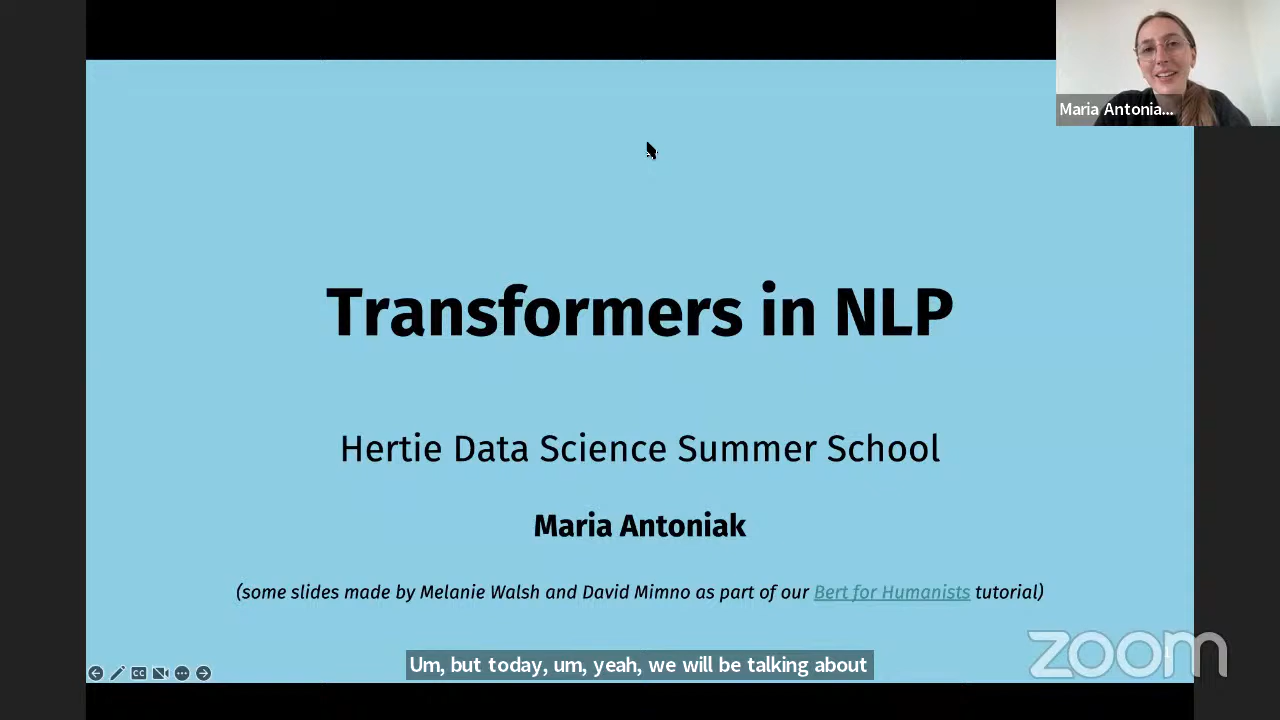 Maria Antonia...
Transformers in NLP
Hertie Data Science Summer School
Maria Antoniak
(some slides made by Melanie Walsh and David Mimno as part of our Bert for Humanists tutorial)
Um, but today, um, yeah, we will be talking about
CC
zoom
1